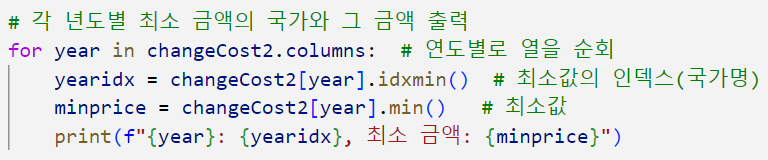 # 각 년도별 최소 금액의 국가와 그 금액 출력
for year in changeCost2.columns:  # 연도별로 열을 순회
    yearidx = changeCost2[year].idxmin()  # 최소값의 인덱스(국가명)
    minprice = changeCost2[year].min()   # 최소값
    print(f"{year}: {yearidx}, 최소 금액: {minprice}")